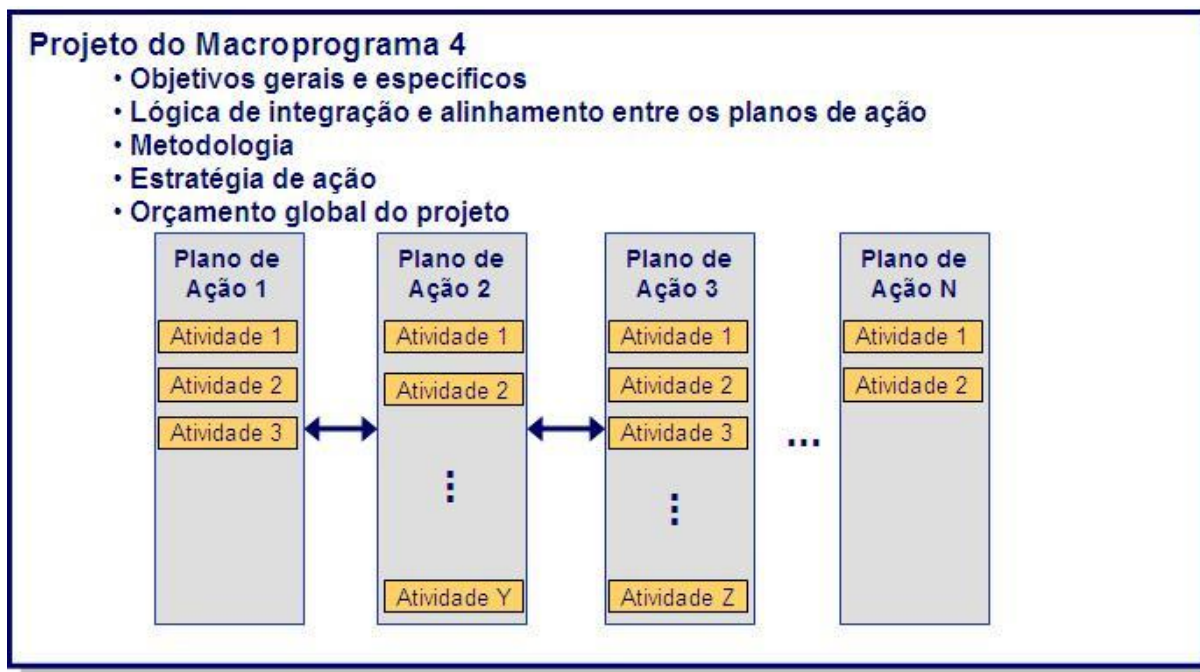 Projeto do Macroprograma 4
• Objetivos gerais e específicos
• Lógica de integração e alinhamento entre os planos de ação
• Metodologia
• Estratégia de ação
• Orçamento global do projeto
Plano de
Ação 1
Atividade 1
Atividade 2
Atividade 3
Plano de
Ação 2
Atividade 1
Atividade 2
⋮
Atividade Y
Plano de
Ação 3
Atividade 1
Atividade 2
Atividade 3
⋮
Atividade Z
...
Plano de
Ação N
Atividade 1
Atividade 2